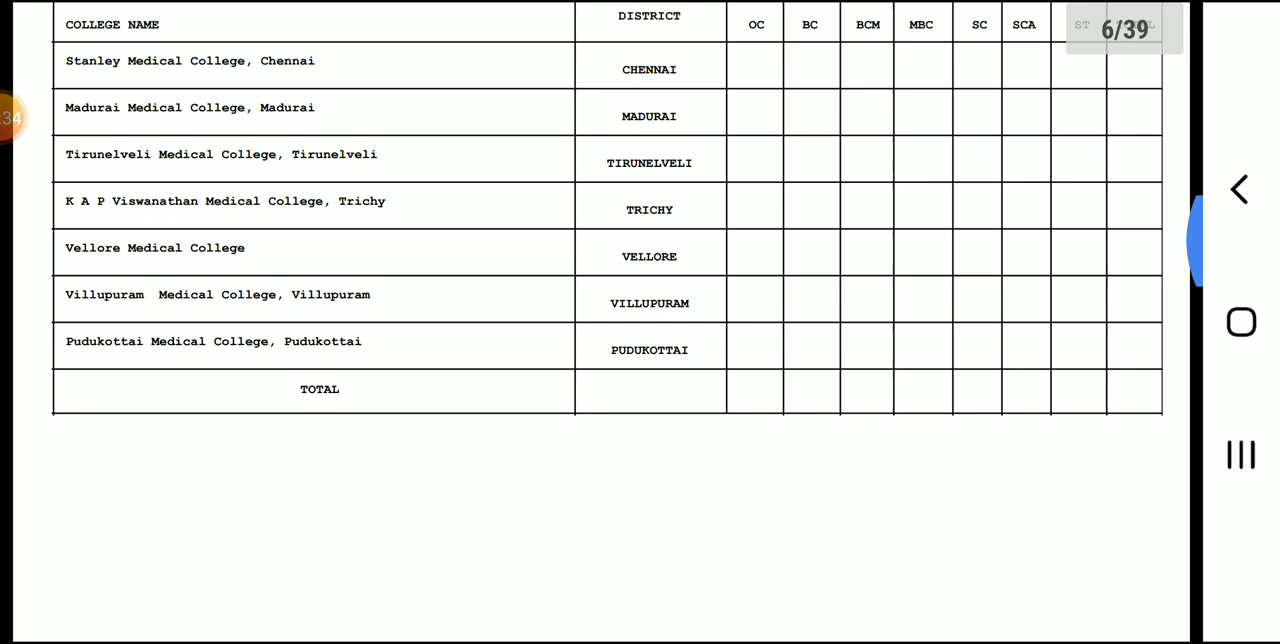 COLLEGE NAME DISTRICT OC BC BCM MBC SC SCA ST 6/39
Stanley Medical College, Chennai CHENNAI
Madurai Medical College, Madurai MADURAI
Tirunelveli Medical College, Tirunelveli TIRUNELVELI
K A P Viswanathan Medical College, Trichy TRICHY
Vellore Medical College VELLORE
Villupuram  Medical College, Villupuram VILLUPURAM
Pudukottai Medical College, Pudukottai PUDUKOTTAI
TOTAL
:34